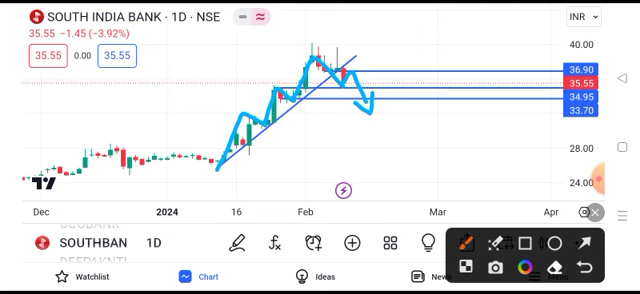 SOUTH INDIA BANK · 1D · NSE
INR
35.55 −1.45 (−3.92%)
35.55 0.00 35.55
40.00
36.90
35.55
34.95
33.70
28.00
24.00
Dec 2024 16 Feb Mar Apr
SOUTHBAN 1D
Watchlist Chart Ideas News Menu